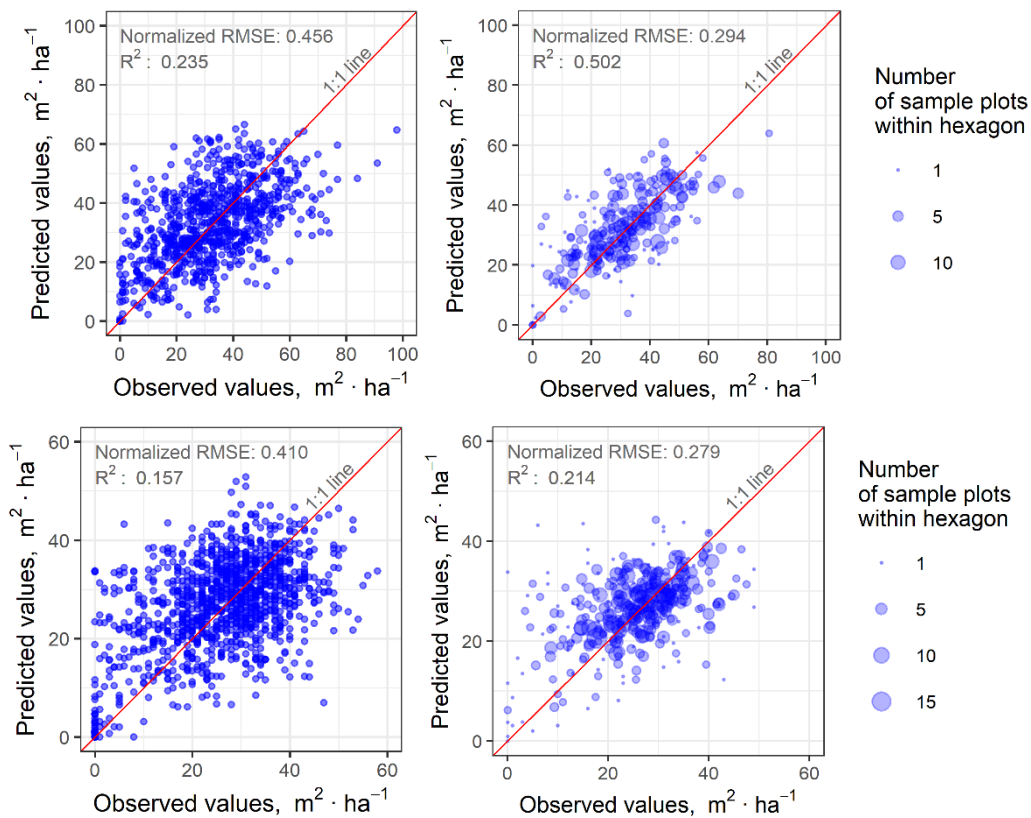 Normalized RMSE: 0.456
R² : 0.235
1:1 line
100
80
60
40
20
0
Predicted values, m² · ha⁻¹
0 20 40 60 80 100
Observed values, m² · ha⁻¹
Normalized RMSE: 0.294
R² : 0.502
1:1 line
100
80
60
40
20
0
Predicted values, m² · ha⁻¹
0 20 40 60 80 100
Observed values, m² · ha⁻¹
Number
of sample plots
within hexagon
1
5
10
Normalized RMSE: 0.410
R² : 0.157
1:1 line
60
40
20
0
Predicted values, m² · ha⁻¹
0 20 40 60
Observed values, m² · ha⁻¹
Normalized RMSE: 0.279
R² : 0.214
1:1 line
60
40
20
0
Predicted values, m² · ha⁻¹
0 20 40 60
Observed values, m² · ha⁻¹
Number
of sample plots
within hexagon
1
5
10
15